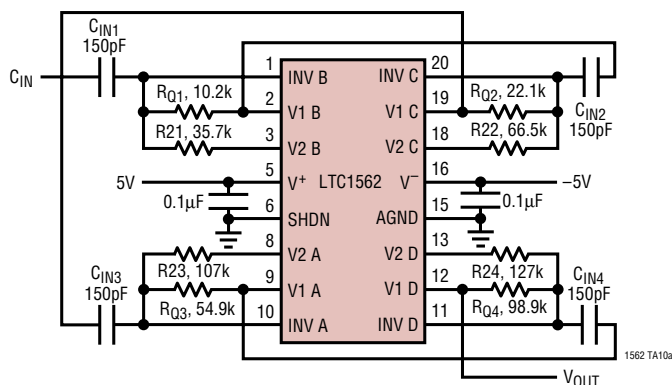 C_IN1
150pF
C_IN
1
INV B
INV C
20
R_Q1, 10.2k
2
V1 B
V1 C
19
R_Q2, 22.1k
C_IN2
150pF
R21, 35.7k
3
V2 B
V2 C
18
R22, 66.5k
5V
5
V+
LTC1562
V–
16
–5V
0.1µF
6
SHDN
AGND
15
0.1µF
8
V2 A
V2 D
13
C_IN3
150pF
R23, 107k
9
V1 A
V1 D
12
R24, 127k
C_IN4
150pF
R_Q3, 54.9k
10
INV A
INV D
11
R_Q4, 98.9k
1562 TA10a
V_OUT